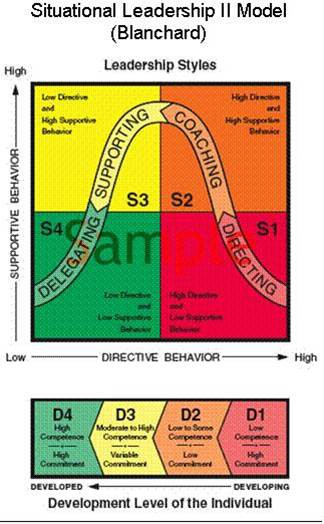 Situational Leadership II Model
(Blanchard)
Leadership Styles
High
Low Directive
and
High Supportive
Behavior
High Directive
and
High Supportive
Behavior
SUPPORTING
COACHING
S3
S2
S4
S1
Sample
DELEGATING
DIRECTING
SUPPORTIVE BEHAVIOR
Low Directive
and
Low Supportive
Behavior
High Directive
and
Low Supportive
Behavior
Low
DIRECTIVE BEHAVIOR
High
D4
High
Competence
High
Commitment
D3
Moderate to High
Competence
Variable
Commitment
D2
Low to Some
Competence
Low
Commitment
D1
Low
Competence
High
Commitment
DEVELOPED
DEVELOPING
Development Level of the Individual